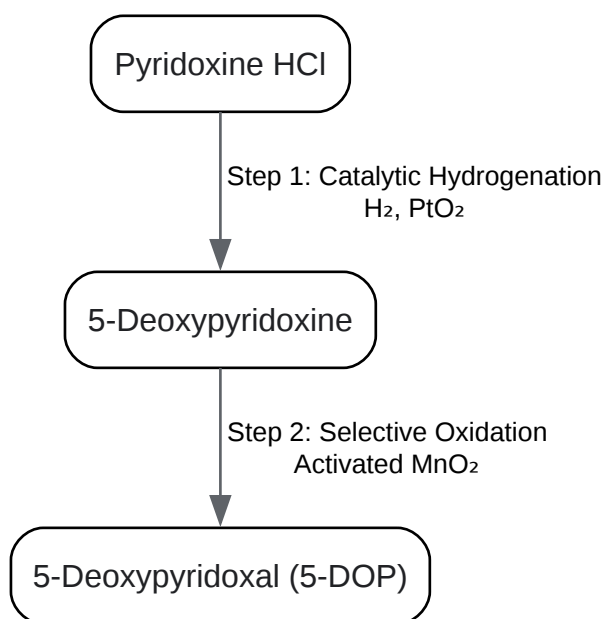 Pyridoxine HCl
Step 1: Catalytic Hydrogenation
H₂, PtO₂
5-Deoxypyridoxine
Step 2: Selective Oxidation
Activated MnO₂
5-Deoxypyridoxal (5-DOP)